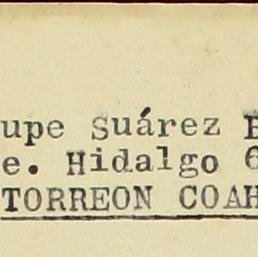 upe Suárez E
e. Hidalgo 6
TORREON COAH